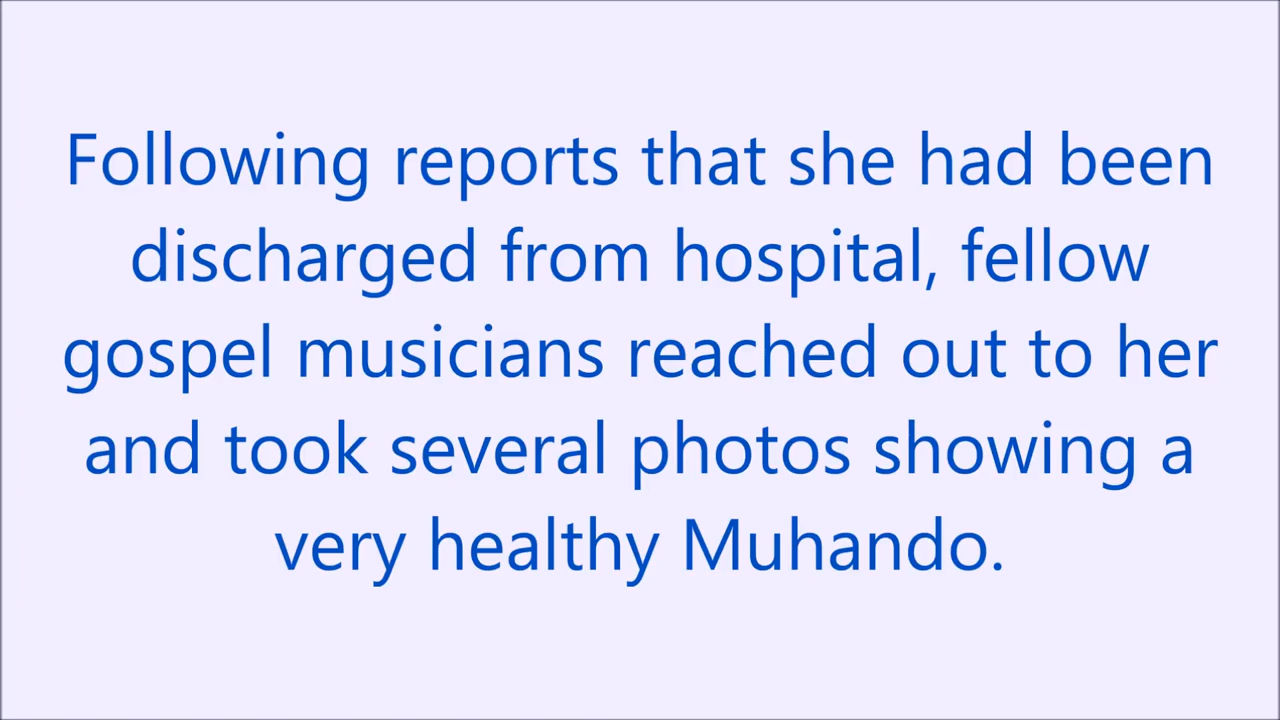 Following reports that she had been
discharged from hospital, fellow
gospel musicians reached out to her
and took several photos showing a
very healthy Muhando.